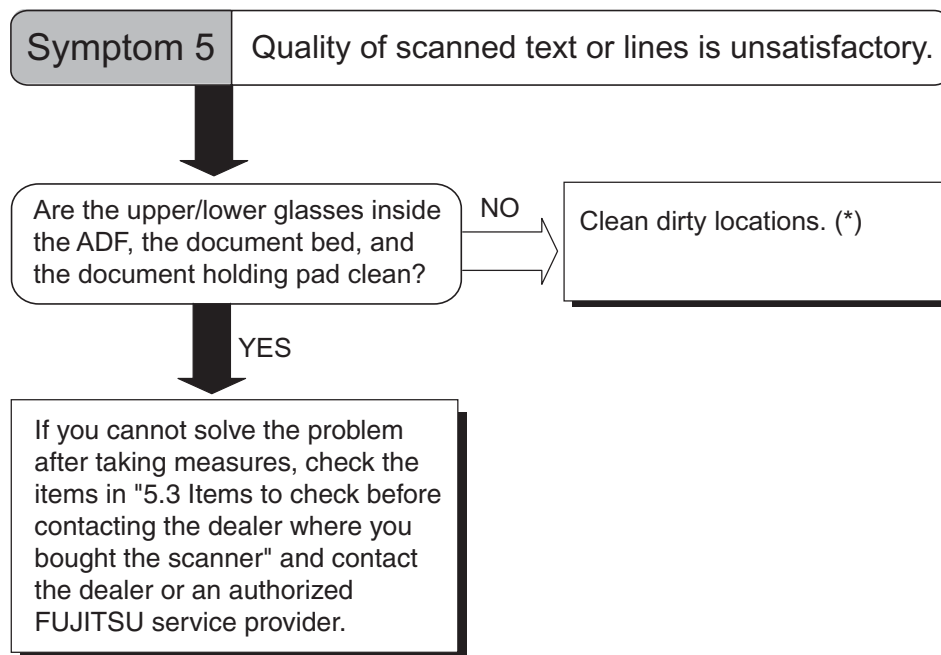 Symptom 5
Quality of scanned text or lines is unsatisfactory.
Are the upper/lower glasses inside
the ADF, the document bed, and
the document holding pad clean?
NO
Clean dirty locations. (*)
YES
If you cannot solve the problem
after taking measures, check the
items in "5.3 Items to check before
contacting the dealer where you
bought the scanner" and contact
the dealer or an authorized
FUJITSU service provider.